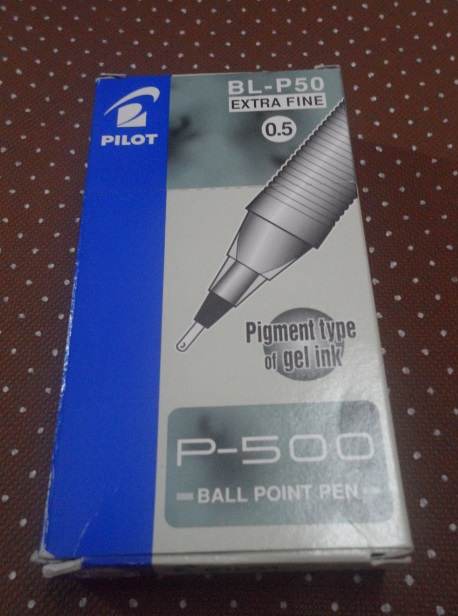 PILOT
BL-P50
EXTRA FINE
0.5
Pigment type
of gel ink
P-500
BALL POINT PEN